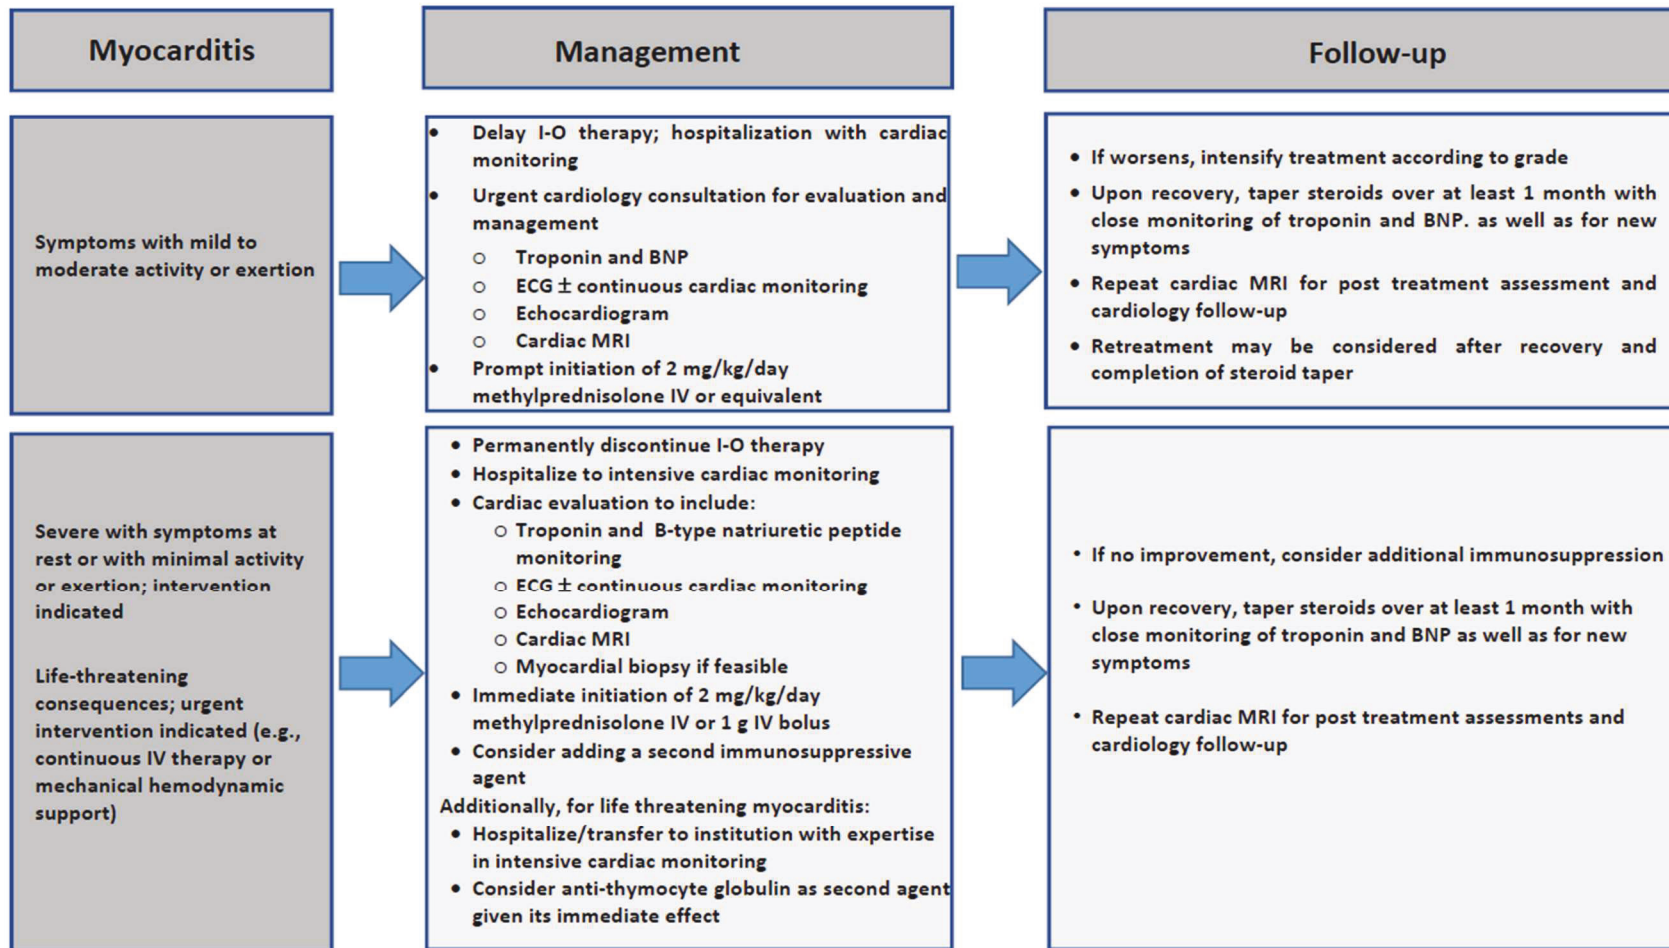 Myocarditis
Management
Follow-up
Symptoms with mild to
moderate activity or exertion
• Delay I-O therapy; hospitalization with cardiac
monitoring
• Urgent cardiology consultation for evaluation and
management
o Troponin and BNP
o ECG ± continuous cardiac monitoring
o Echocardiogram
o Cardiac MRI
• Prompt initiation of 2 mg/kg/day
methylprednisolone IV or equivalent
• If worsens, intensify treatment according to grade
• Upon recovery, taper steroids over at least 1 month with
close monitoring of troponin and BNP. as well as for new
symptoms
• Repeat cardiac MRI for post treatment assessment and
cardiology follow-up
• Retreatment may be considered after recovery and
completion of steroid taper
Severe with symptoms at
rest or with minimal activity
or exertion; intervention
indicated
Life-threatening
consequences; urgent
intervention indicated (e.g.,
continuous IV therapy or
mechanical hemodynamic
support)
• Permanently discontinue I-O therapy
• Hospitalize to intensive cardiac monitoring
• Cardiac evaluation to include:
o Troponin and B-type natriuretic peptide
monitoring
o ECG ± continuous cardiac monitoring
o Echocardiogram
o Cardiac MRI
o Myocardial biopsy if feasible
• Immediate initiation of 2 mg/kg/day
methylprednisolone IV or 1 g IV bolus
• Consider adding a second immunosuppressive
agent
Additionally, for life threatening myocarditis:
• Hospitalize/transfer to institution with expertise
in intensive cardiac monitoring
• Consider anti-thymocyte globulin as second agent
given its immediate effect
• If no improvement, consider additional immunosuppression
• Upon recovery, taper steroids over at least 1 month with
close monitoring of troponin and BNP as well as for new
symptoms
• Repeat cardiac MRI for post treatment assessments and
cardiology follow-up